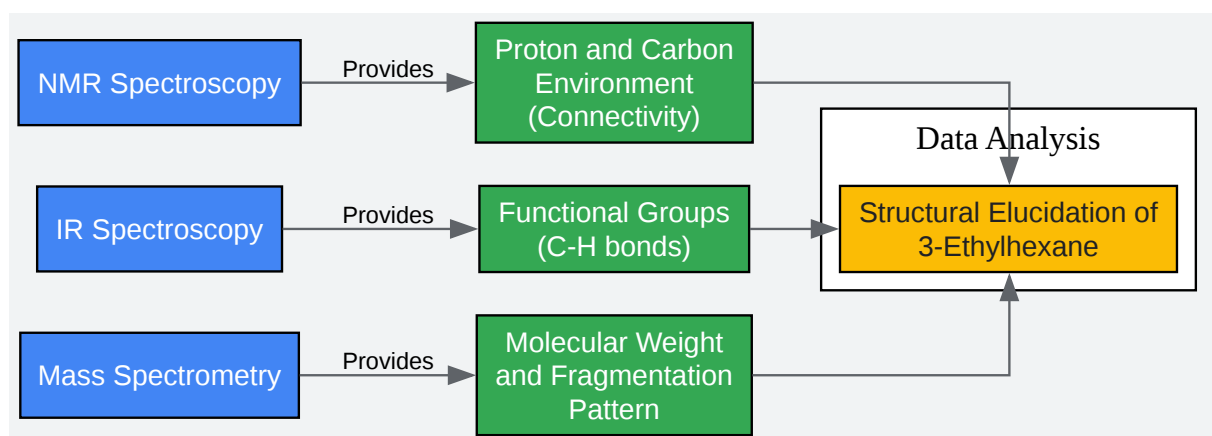 NMR Spectroscopy
Provides
Proton and Carbon
Environment
(Connectivity)
Data Analysis
IR Spectroscopy
Provides
Functional Groups
(C-H bonds)
Structural Elucidation of
3-Ethylhexane
Mass Spectrometry
Provides
Molecular Weight
and Fragmentation
Pattern